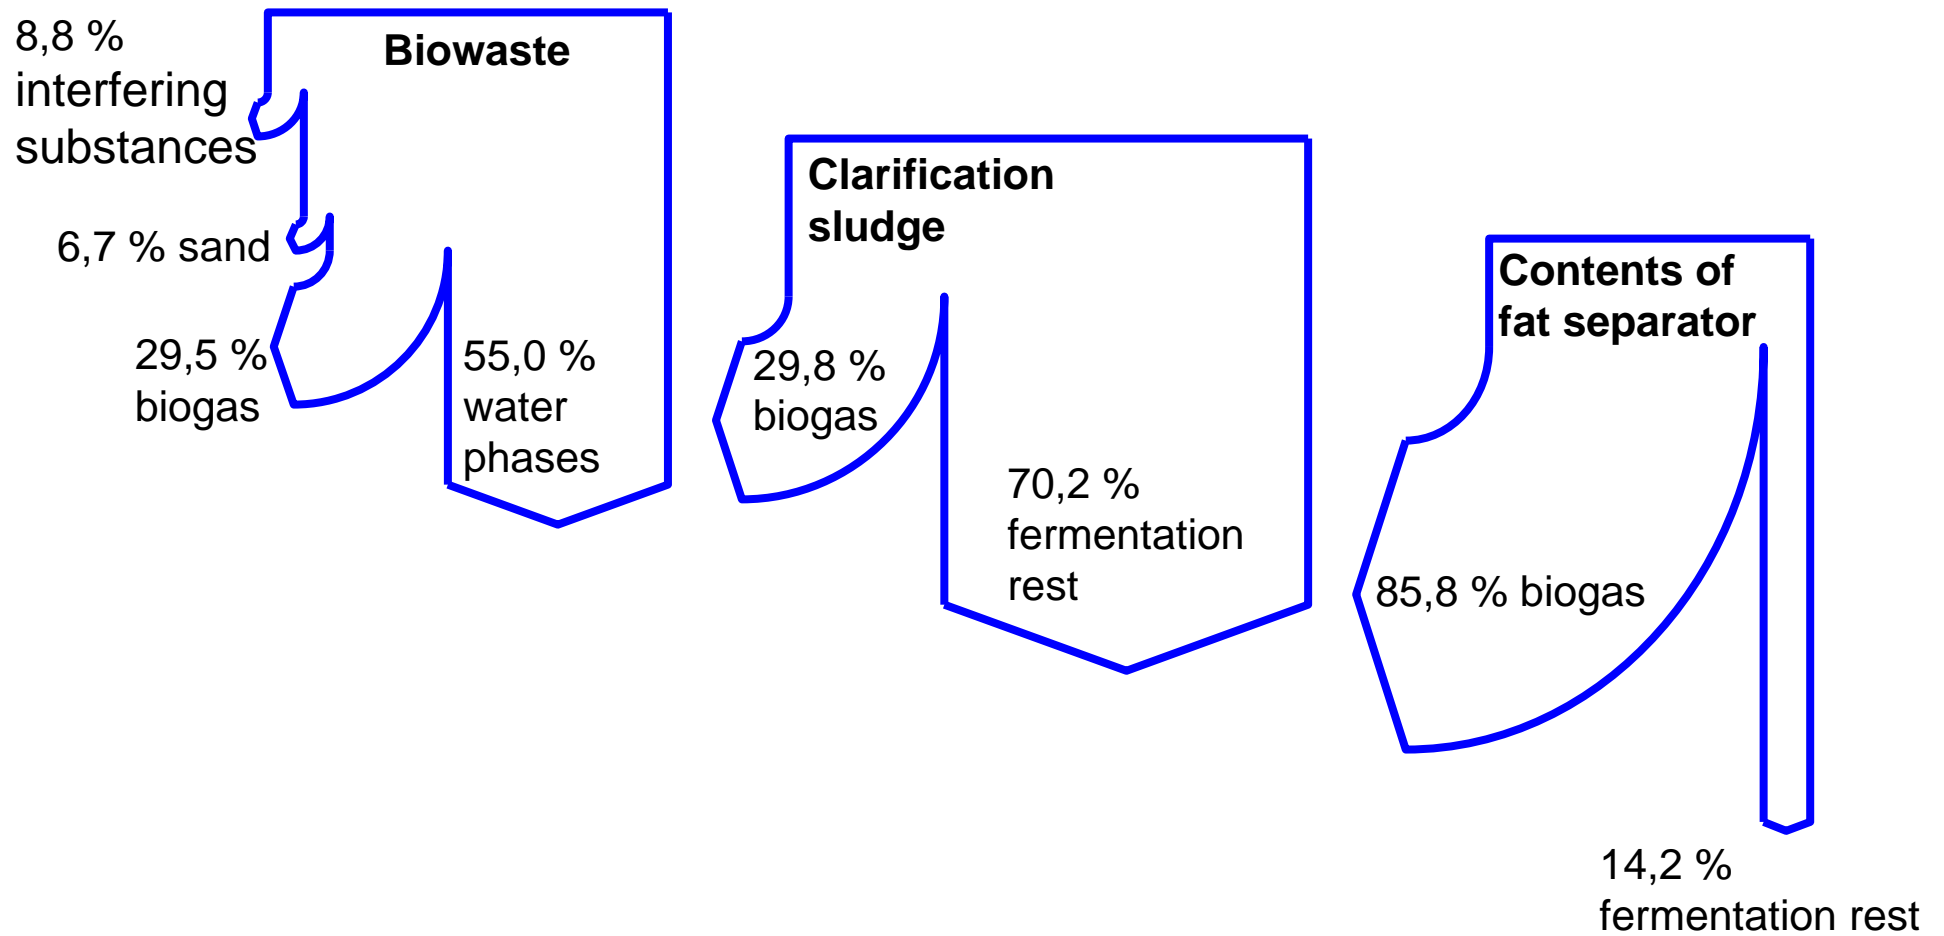 8,8 %
interfering
substances
Biowaste
6,7 % sand
29,5 %
biogas
55,0 %
water
phases
Clarification
sludge
29,8 %
biogas
70,2 %
fermentation
rest
Contents of
fat separator
85,8 % biogas
14,2 %
fermentation rest